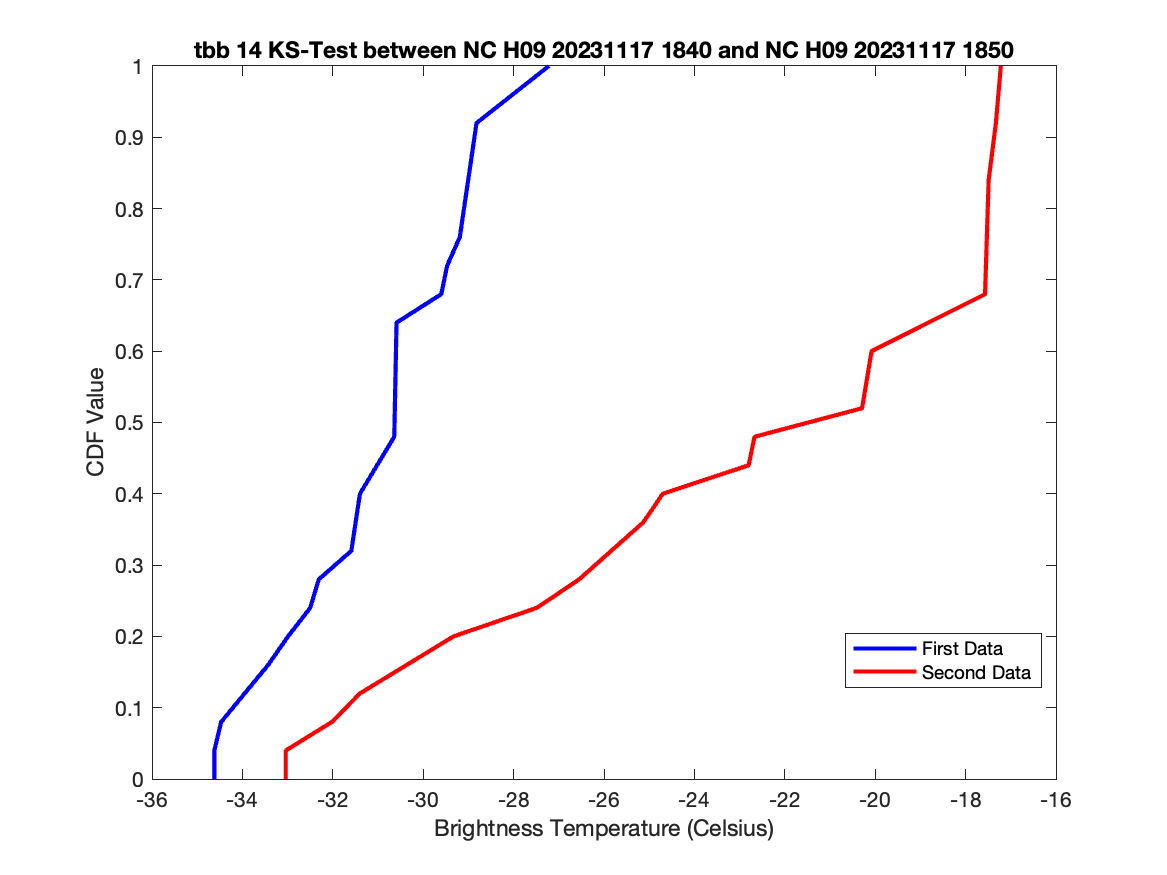 tbb 14 KS-Test between NC H09 20231117 1840 and NC H09 20231117 1850
1
0.9
0.8
0.7
0.6
0.5
0.4
0.3
0.2
0.1
0
CDF Value
First Data
Second Data
-36 -34 -32 -30 -28 -26 -24 -22 -20 -18 -16
Brightness Temperature (Celsius)